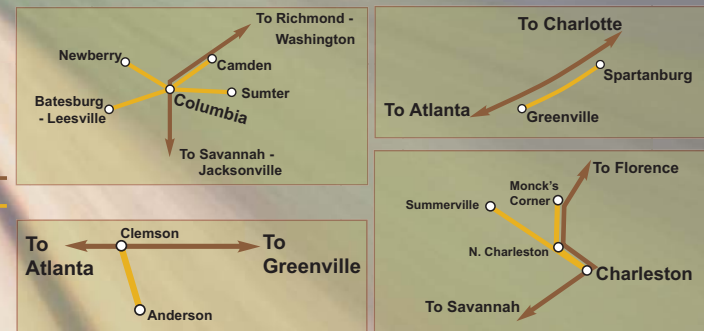 To Richmond -
Washington
Newberry
Camden
Sumter
Batesburg
- Leesville
Columbia
To Savannah -
Jacksonville
To Charlotte
Spartanburg
To Atlanta
Greenville
To
Atlanta
Clemson
To
Greenville
Anderson
To Florence
Monck's
Corner
Summerville
N. Charleston
Charleston
To Savannah